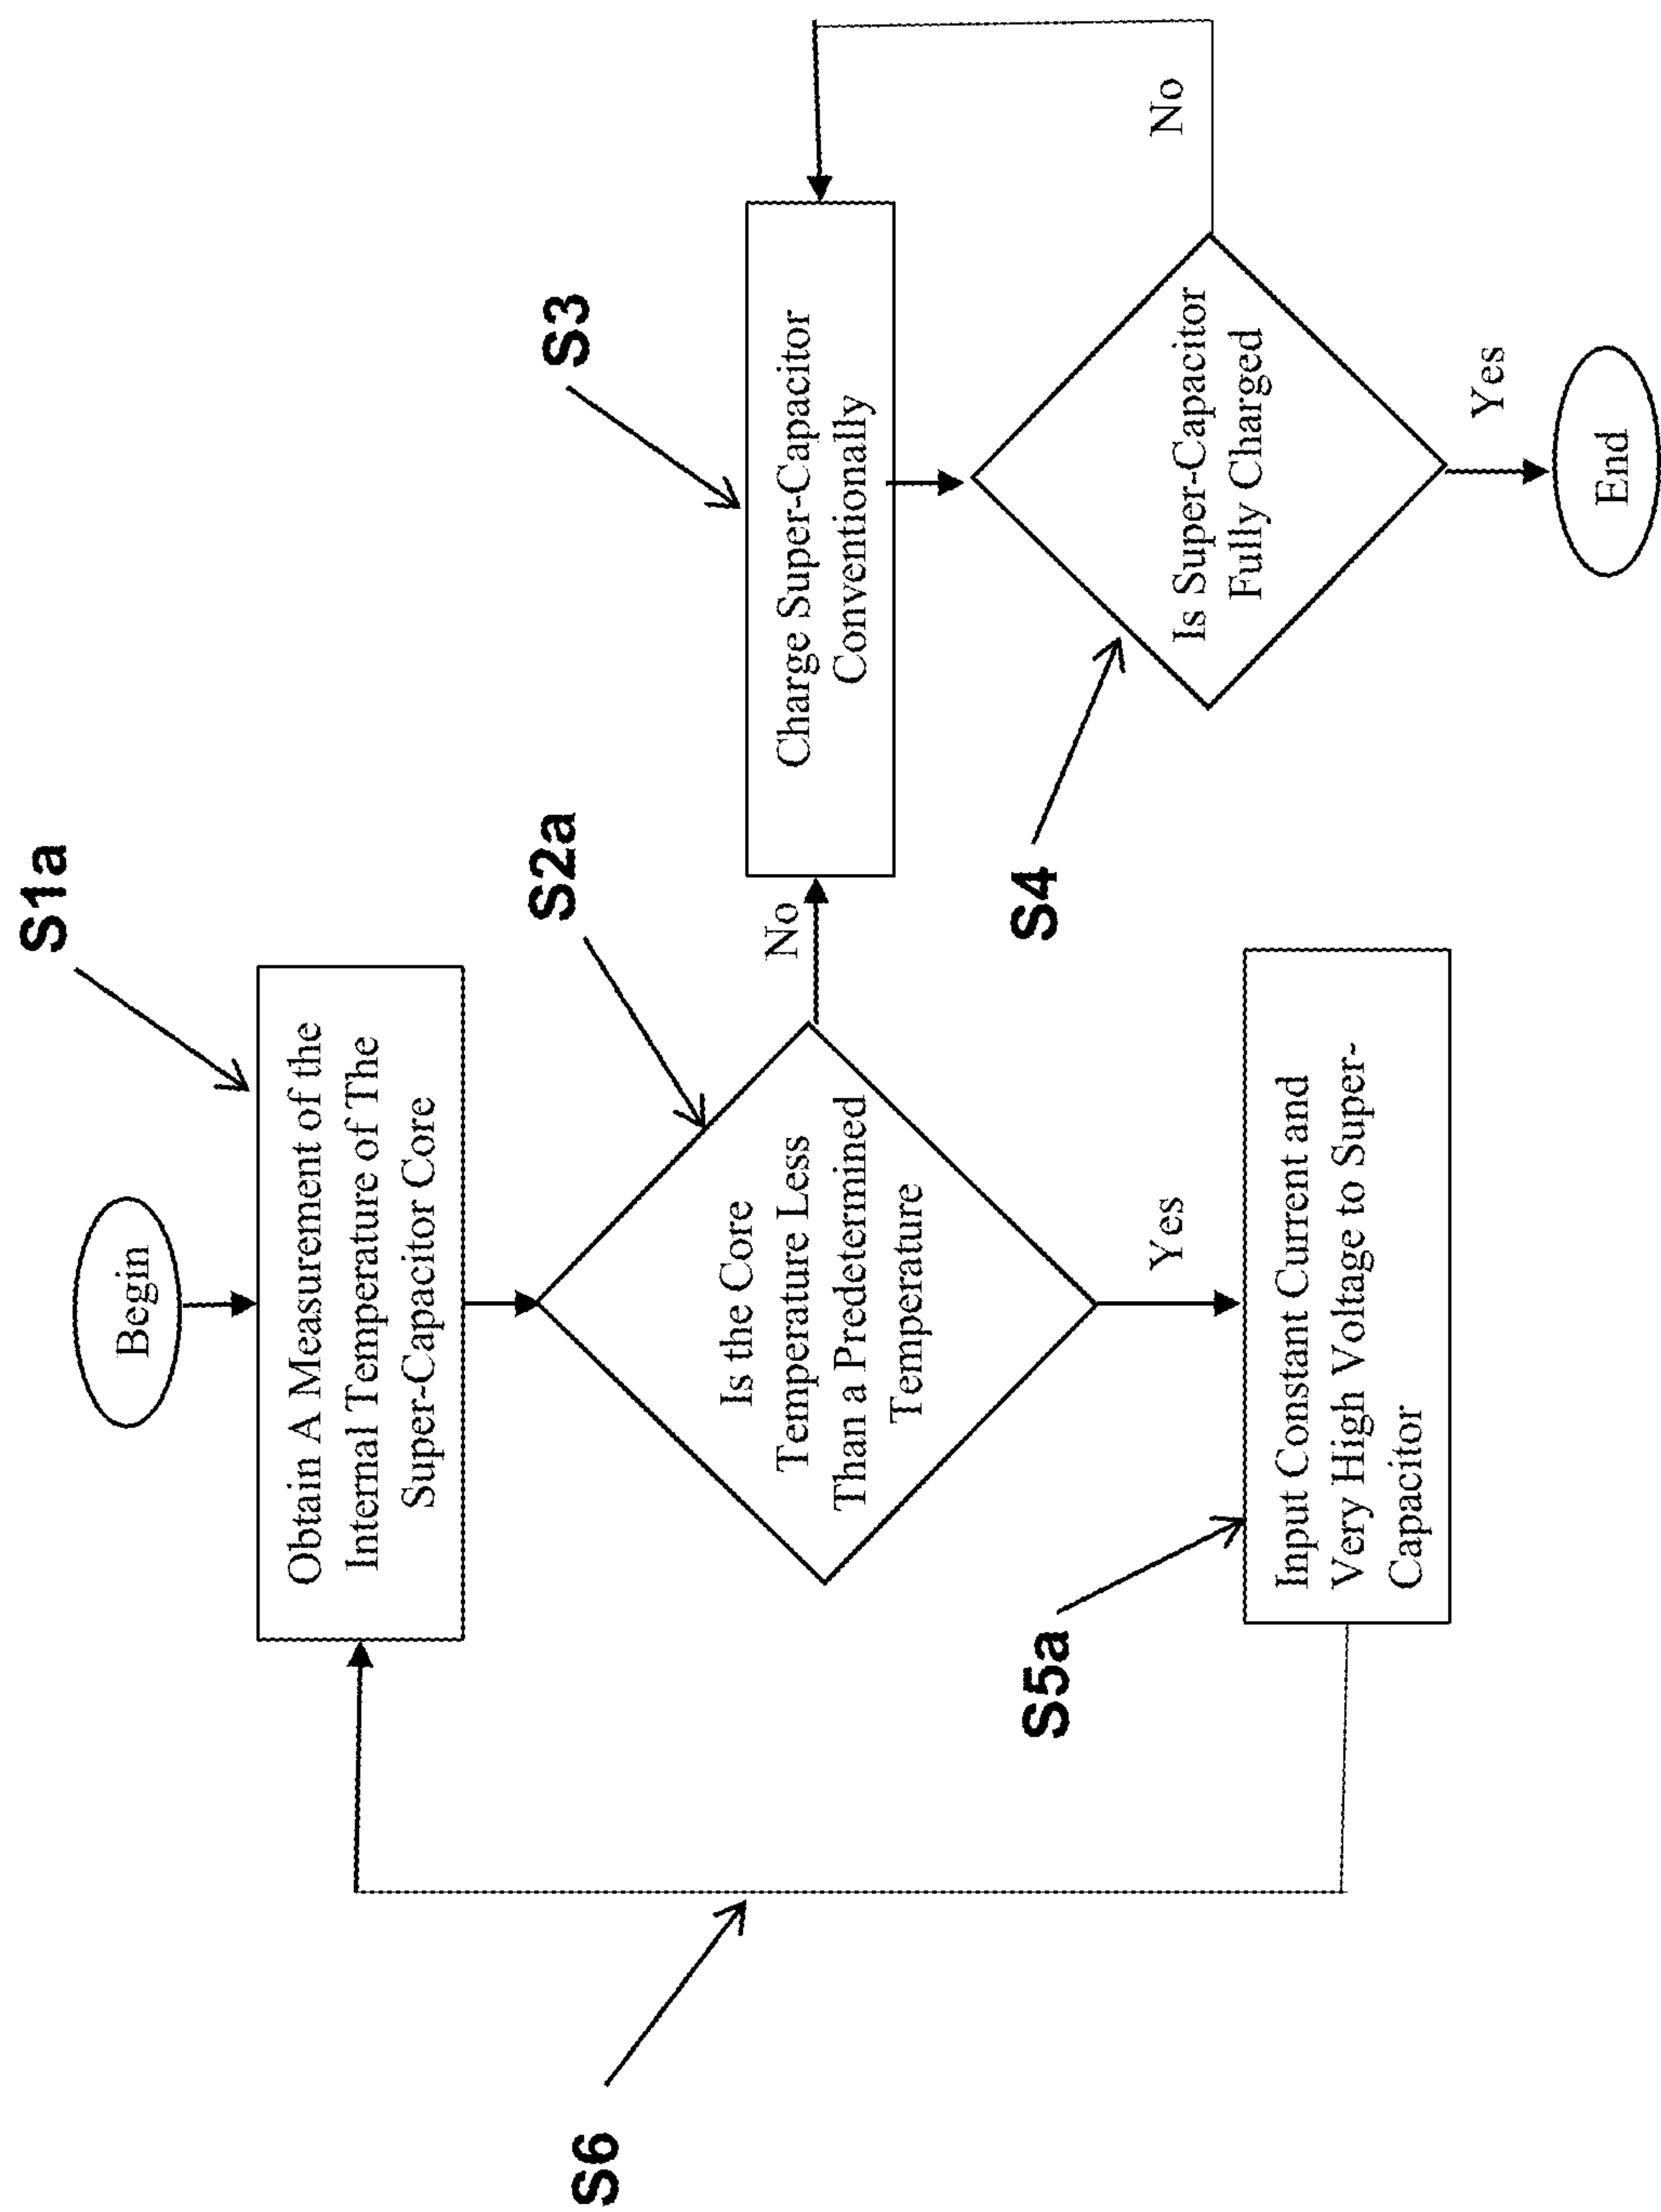 Begin
S1a
Obtain A Measurement of the
Internal Temperature of The
Super-Capacitor Core
S2a
Is the Core
Temperature Less
Than a Predetermined
Temperature
No
S3
Charge Super-Capacitor
Conventionally
S4
Is Super-Capacitor
Fully Charged
No
Yes
End
Yes
S5a
Input Constant Current and
Very High Voltage to Super-
Capacitor
S6